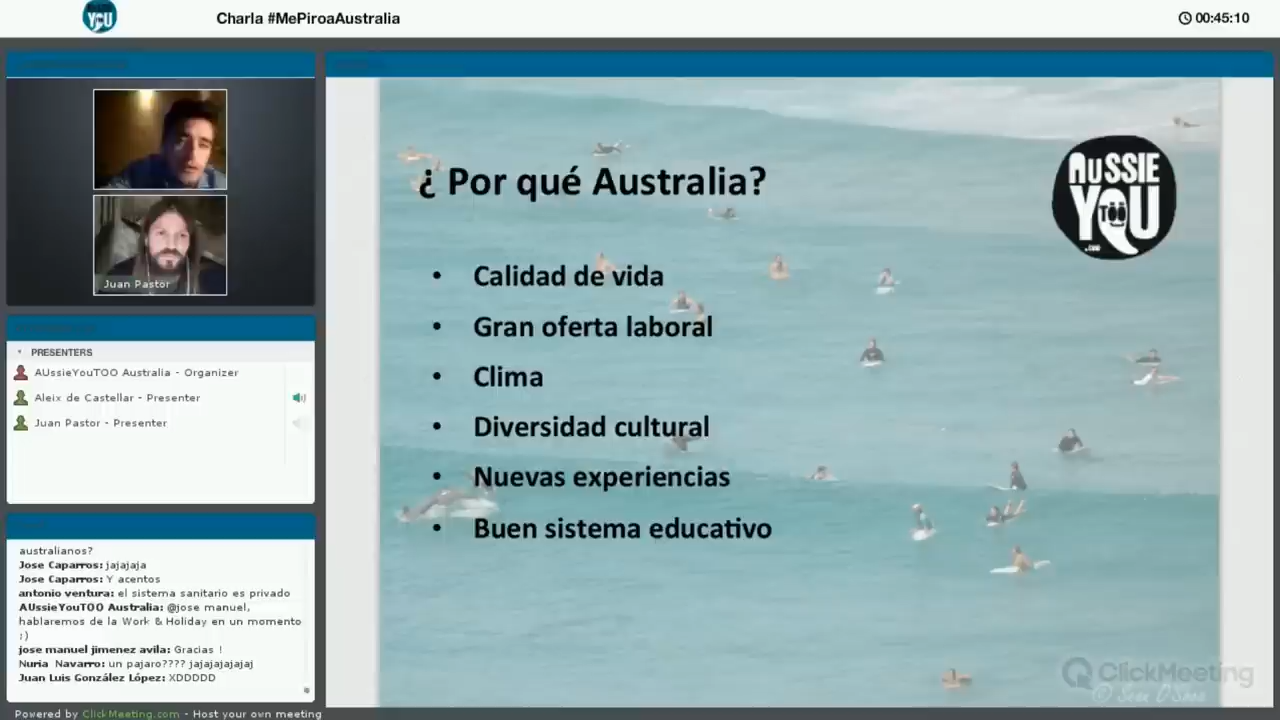 YOU
Charla #MePiroaAustralia
00:45:10
Juan Pastor
PRESENTERS
AUssieYouTOO Australia - Organizer
Aleix de Castellar - Presenter
Juan Pastor - Presenter
australianos?
Jose Caparros: jajajaja
Jose Caparros: Y acentos
antonio ventura: el sistema sanitario es privado
AUssieYouTOO Australia: @jose manuel,
hablaremos de la Work & Holiday en un momento
;)
jose manuel jimenez avila: Gracias !
Nuria Navarro: un pajaro???? jajajajajajaj
Juan Luis González López: XDDDDD
Powered by ClickMeeting.com - Host your own meeting
¿ Por qué Australia?
AUSSIE
YOU
TOO
.com
• Calidad de vida
• Gran oferta laboral
• Clima
• Diversidad cultural
• Nuevas experiencias
• Buen sistema educativo
ClickMeeting